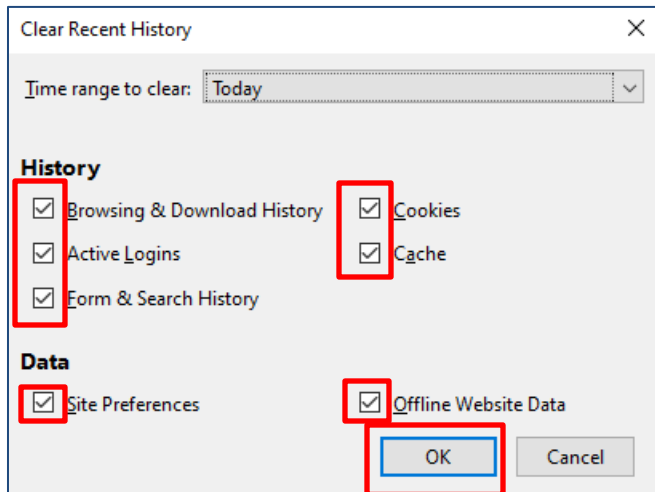 Clear Recent History
Time range to clear: Today
History
Browsing & Download History Cookies
Active Logins Cache
Form & Search History
Data
Site Preferences Offline Website Data
OK Cancel